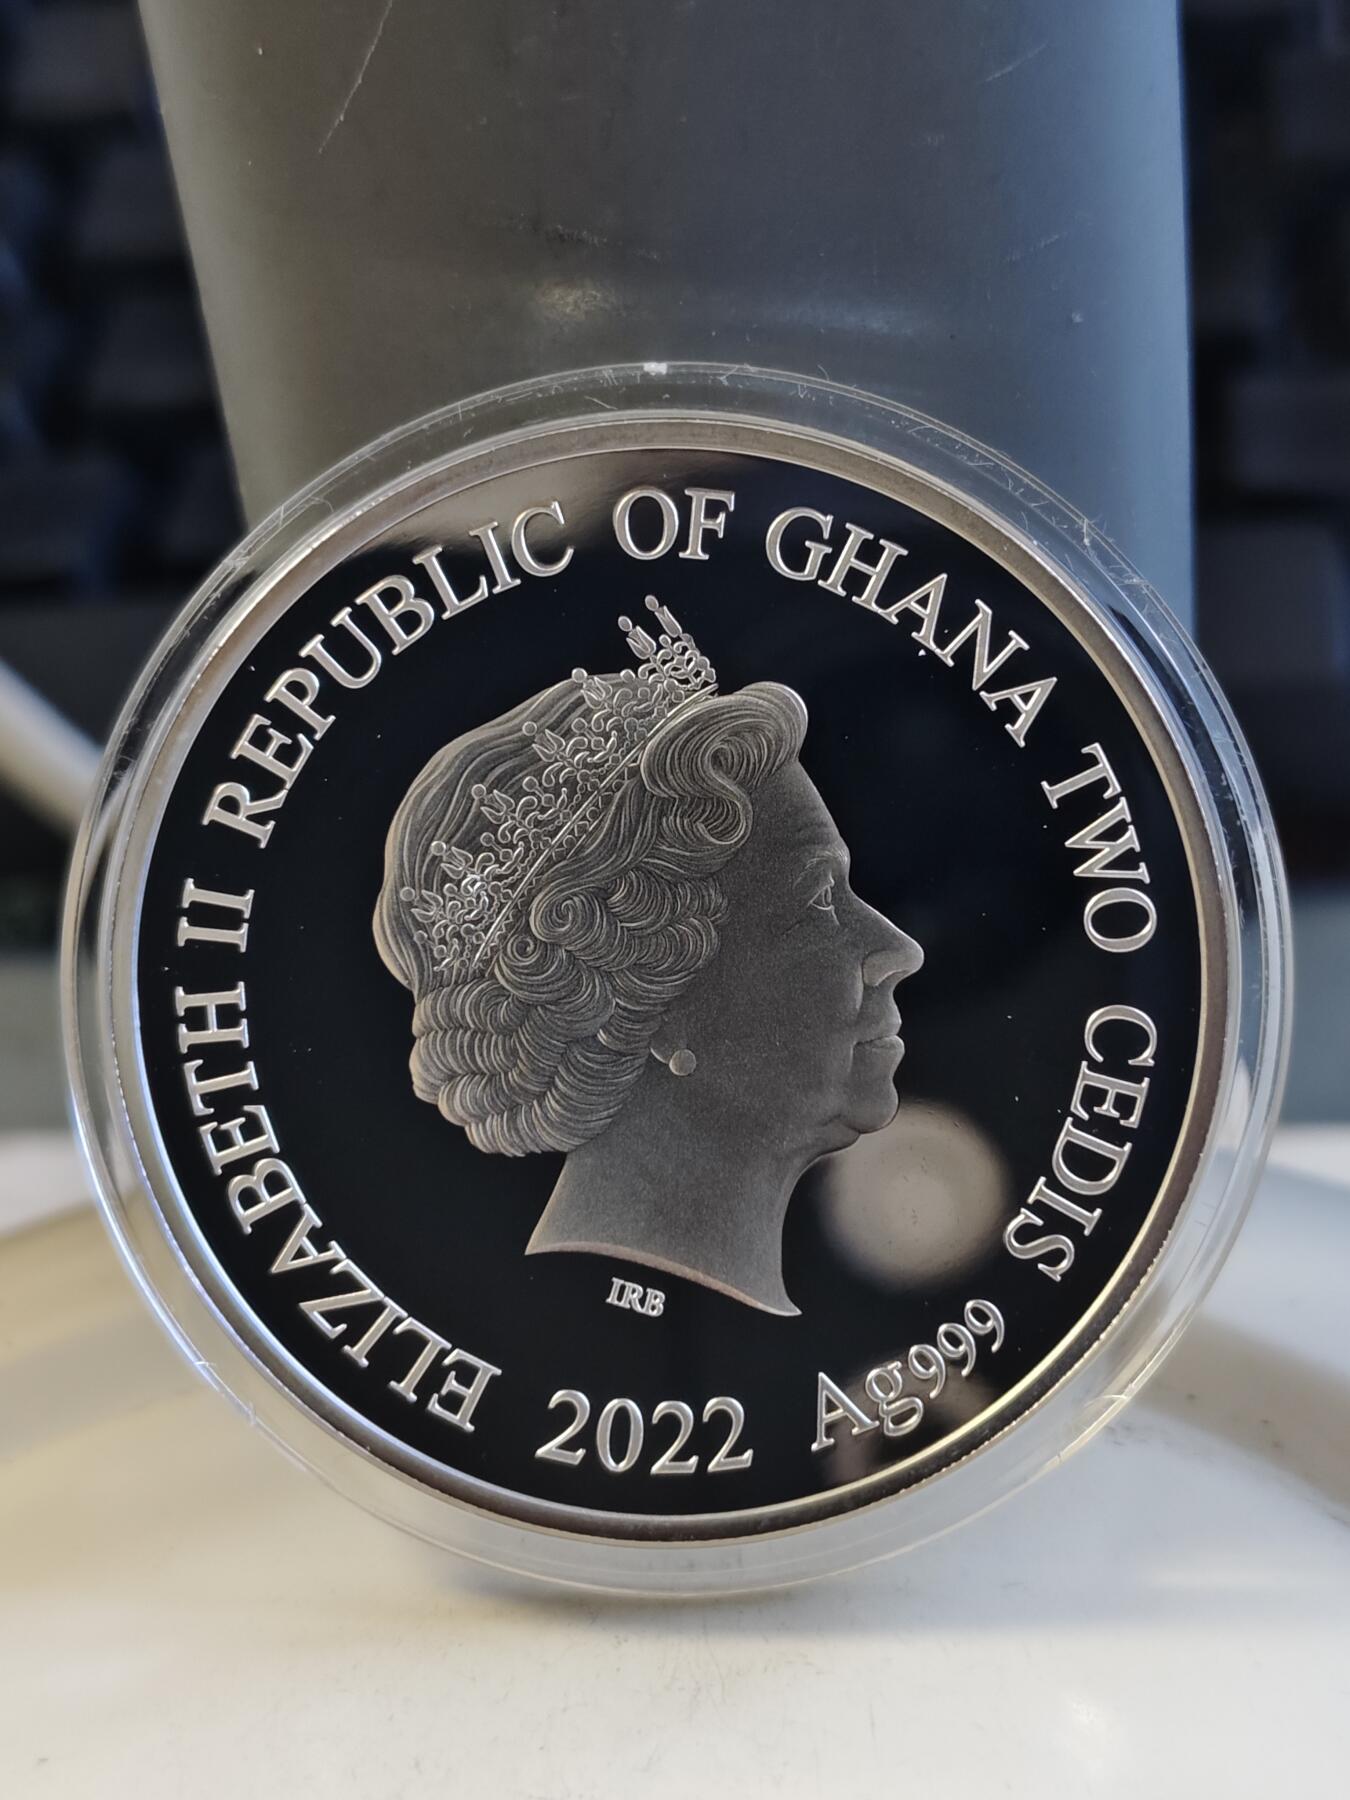 ELIZABETH II REPUBLIC OF GHANA TWO CEDIS
IRB
2022 Ag999